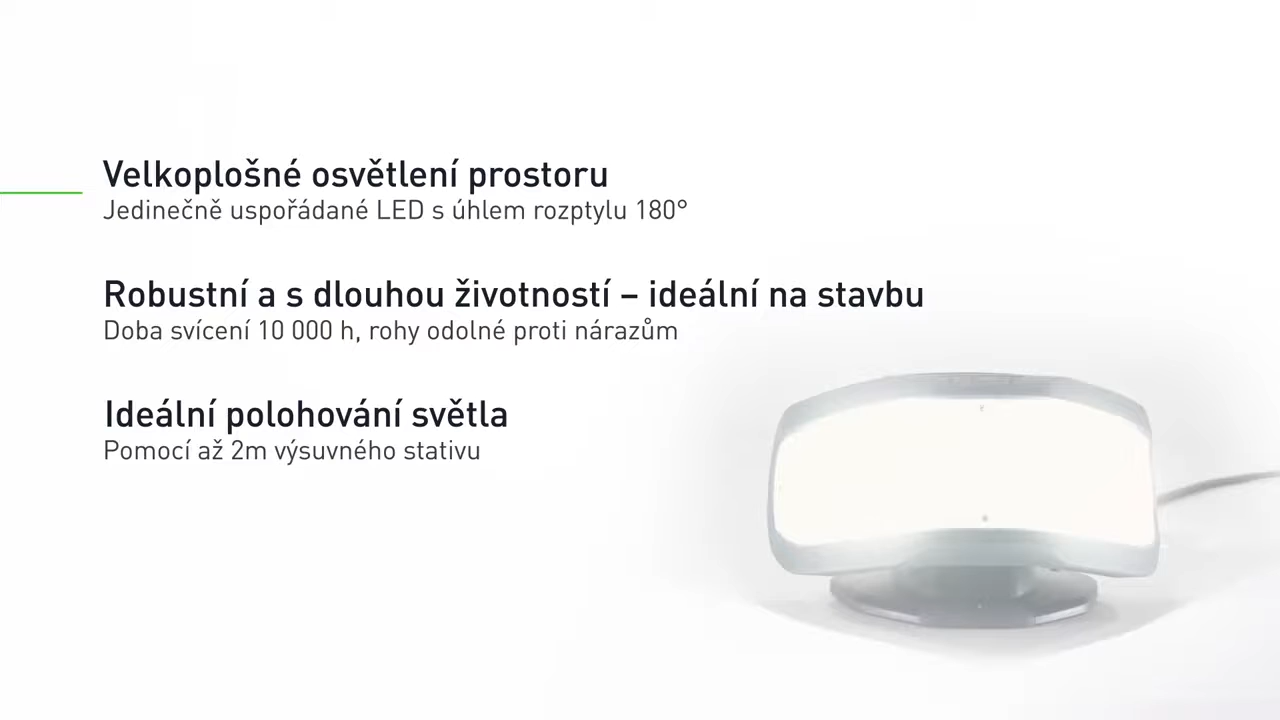 Velkoplošné osvětlení prostoru
Jedinečně uspořádané LED s úhlem rozptylu 180°
Robustní a s dlouhou životností – ideální na stavbu
Doba svícení 10 000 h, rohy odolné proti nárazům
Ideální polohování světla
Pomocí až 2m výsuvného stativu